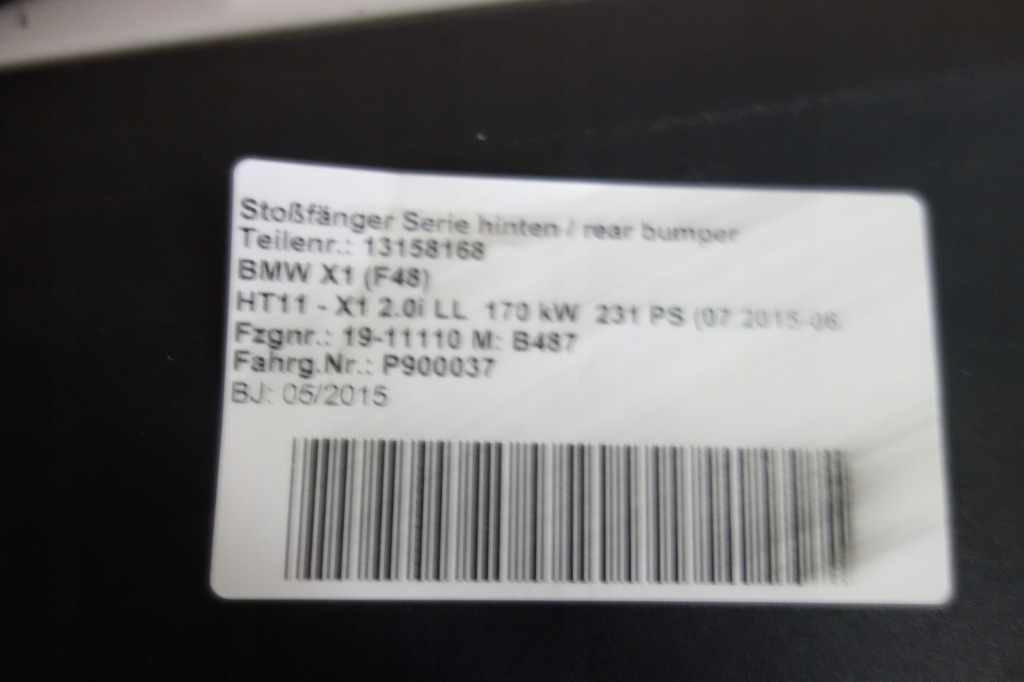 Stoßfänger Serie hinten / rear bumper
Teilenr.: 13158168
BMW X1 (F48)
HT11 - X1 2.0i LL 170 kW 231 PS (07.2015-06.
Fzgnr.: 19-11110 M: B487
Fahrg.Nr.: P900037
BJ: 05/2015